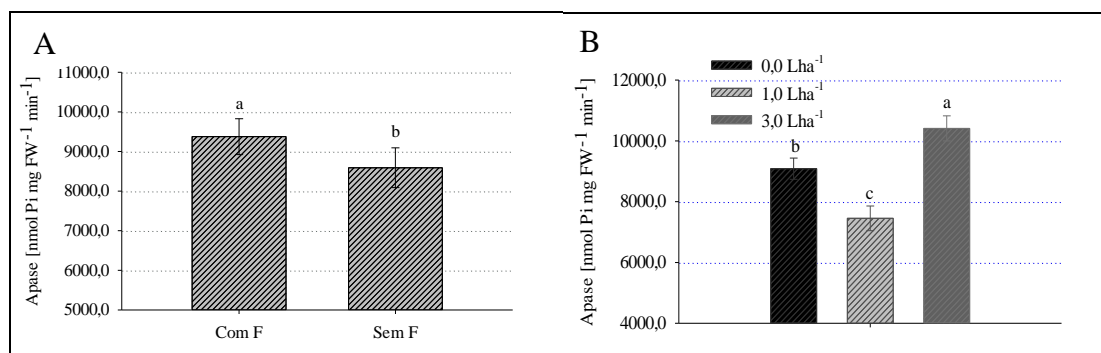 A
Apase [nmol Pi mg FW⁻¹ min⁻¹]
11000,0
10000,0
9000,0
8000,0
7000,0
6000,0
5000,0
a
b
Com F
Sem F
B
Apase [nmol Pi mg FW⁻¹ min⁻¹]
12000,0
10000,0
8000,0
6000,0
4000,0
0,0 Lha⁻¹
1,0 Lha⁻¹
3,0 Lha⁻¹
b
c
a